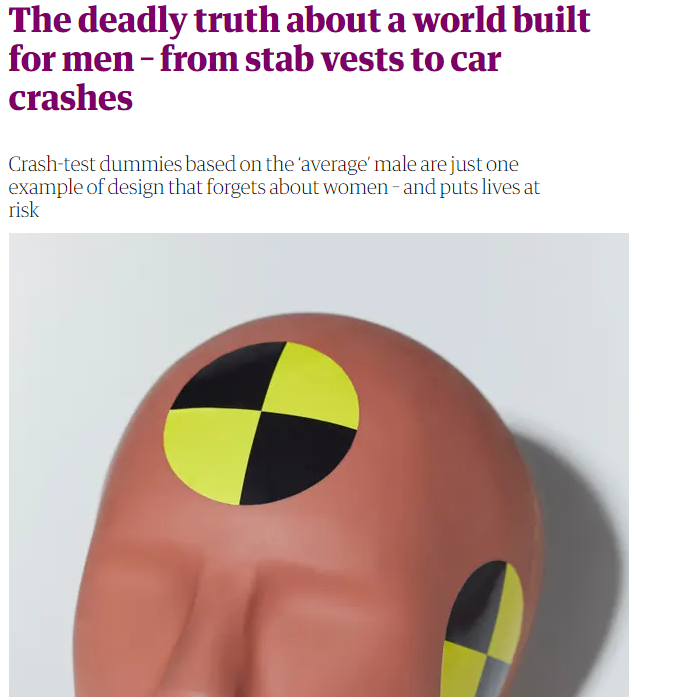 The deadly truth about a world built
for men – from stab vests to car
crashes
Crash-test dummies based on the ‘average’ male are just one
example of design that forgets about women – and puts lives at
risk